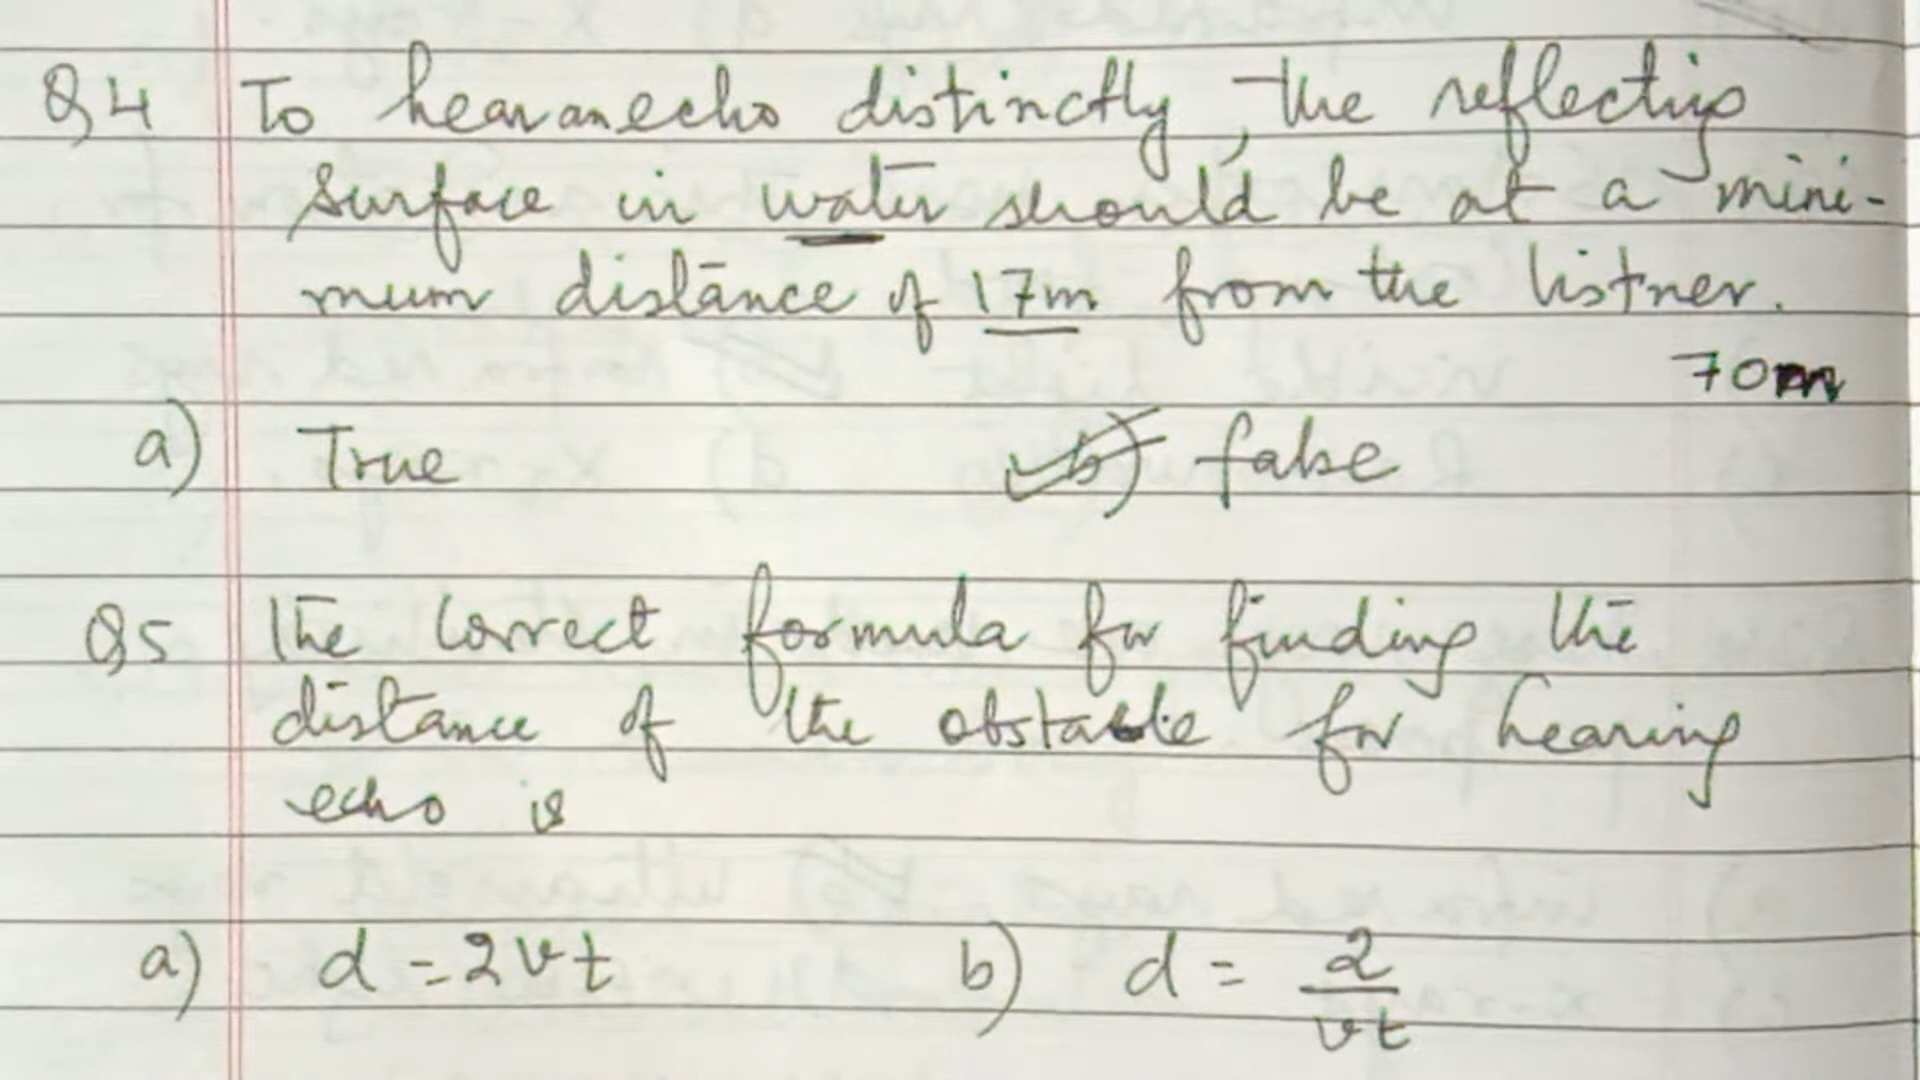 Q4 To hear an echo distinctly, the reflecting
surface in water should be at a mini-
mum distance of 17m from the listner.
70m
a) True b) false
Q5 The correct formula for finding the
distance of the obstacle for hearing
echo is
a) d = 2vt b) d = 2/vt